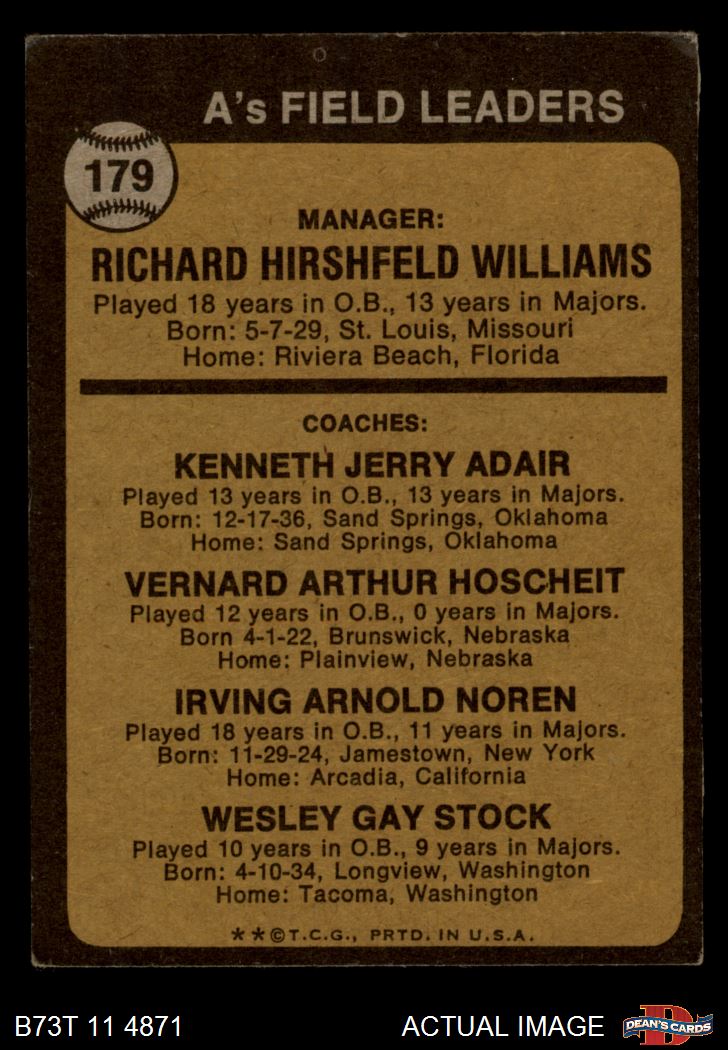 A's FIELD LEADERS
179
MANAGER:
RICHARD HIRSHFELD WILLIAMS
Played 18 years in O.B., 13 years in Majors.
Born: 5-7-29, St. Louis, Missouri
Home: Riviera Beach, Florida
COACHES:
KENNETH JERRY ADAIR
Played 13 years in O.B., 13 years in Majors.
Born: 12-17-36, Sand Springs, Oklahoma
Home: Sand Springs, Oklahoma
VERNARD ARTHUR HOSCHEIT
Played 12 years in O.B., 0 years in Majors.
Born 4-1-22, Brunswick, Nebraska
Home: Plainview, Nebraska
IRVING ARNOLD NOREN
Played 18 years in O.B., 11 years in Majors.
Born: 11-29-24, Jamestown, New York
Home: Arcadia, California
WESLEY GAY STOCK
Played 10 years in O.B., 9 years in Majors.
Born: 4-10-34, Longview, Washington
Home: Tacoma, Washington
**©T.C.G., PRTD. IN U.S.A.
B73T 11 4871 ACTUAL IMAGE D DEAN'S CARDS